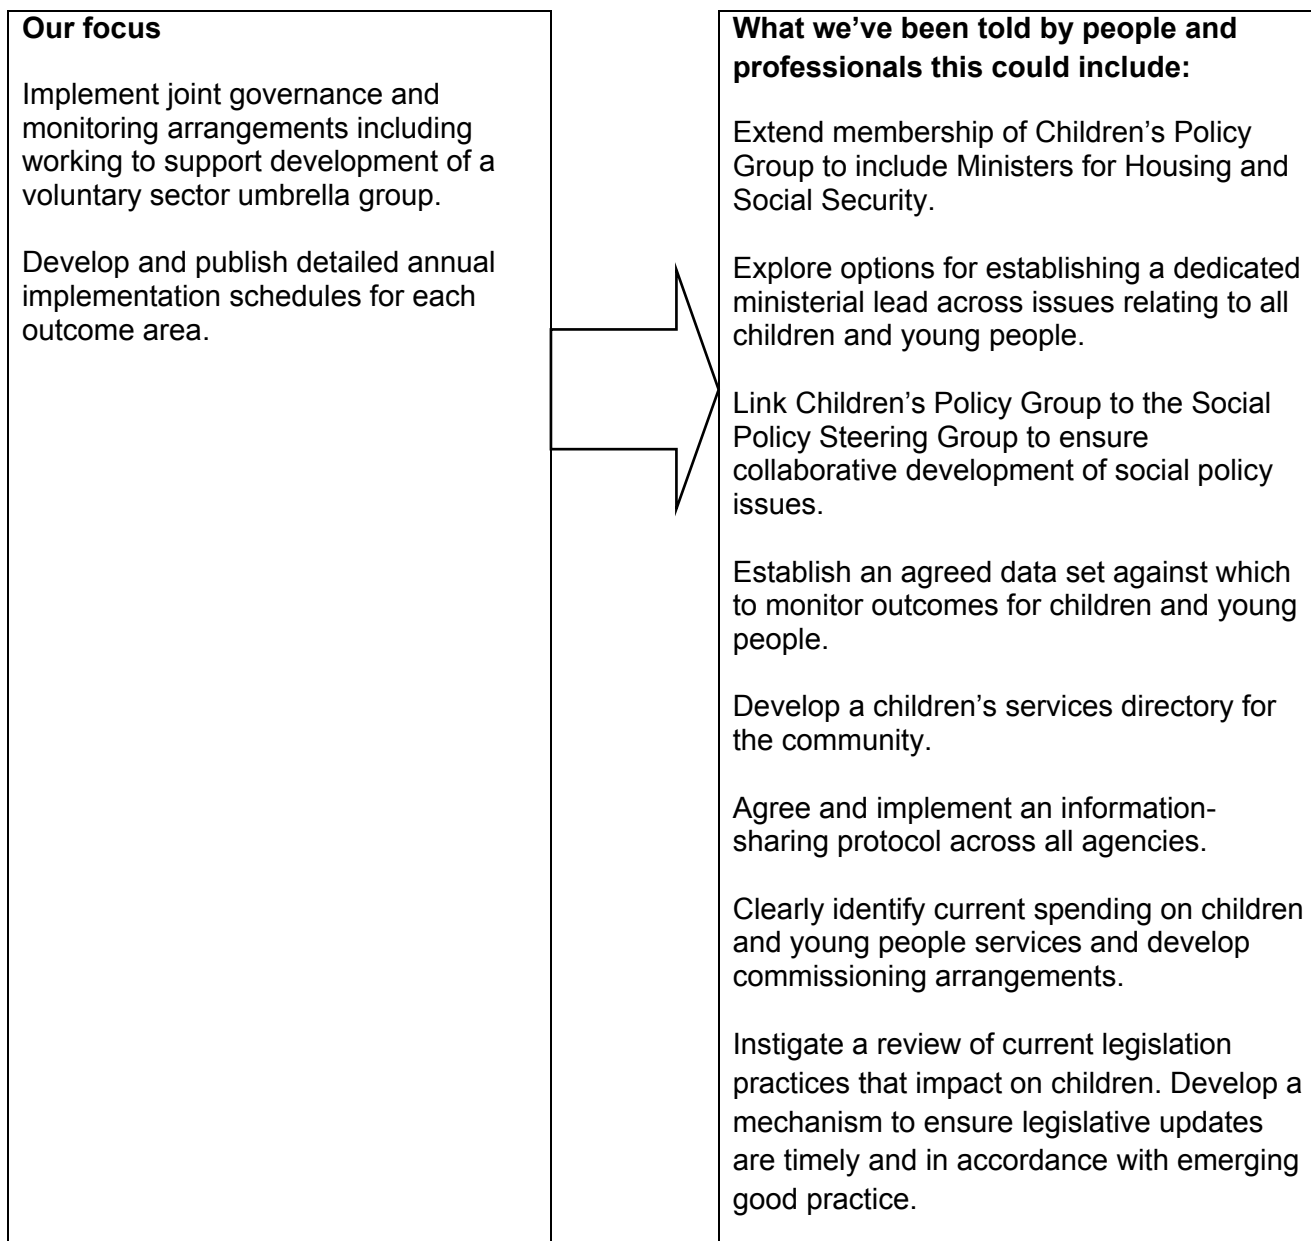 Our focus
Implement joint governance and
monitoring arrangements including
working to support development of a
voluntary sector umbrella group.
Develop and publish detailed annual
implementation schedules for each
outcome area.
What we’ve been told by people and
professionals this could include:
Extend membership of Children’s Policy
Group to include Ministers for Housing and
Social Security.
Explore options for establishing a dedicated
ministerial lead across issues relating to all
children and young people.
Link Children’s Policy Group to the Social
Policy Steering Group to ensure
collaborative development of social policy
issues.
Establish an agreed data set against which
to monitor outcomes for children and young
people.
Develop a children’s services directory for
the community.
Agree and implement an information-
sharing protocol across all agencies.
Clearly identify current spending on children
and young people services and develop
commissioning arrangements.
Instigate a review of current legislation
practices that impact on children. Develop a
mechanism to ensure legislative updates
are timely and in accordance with emerging
good practice.